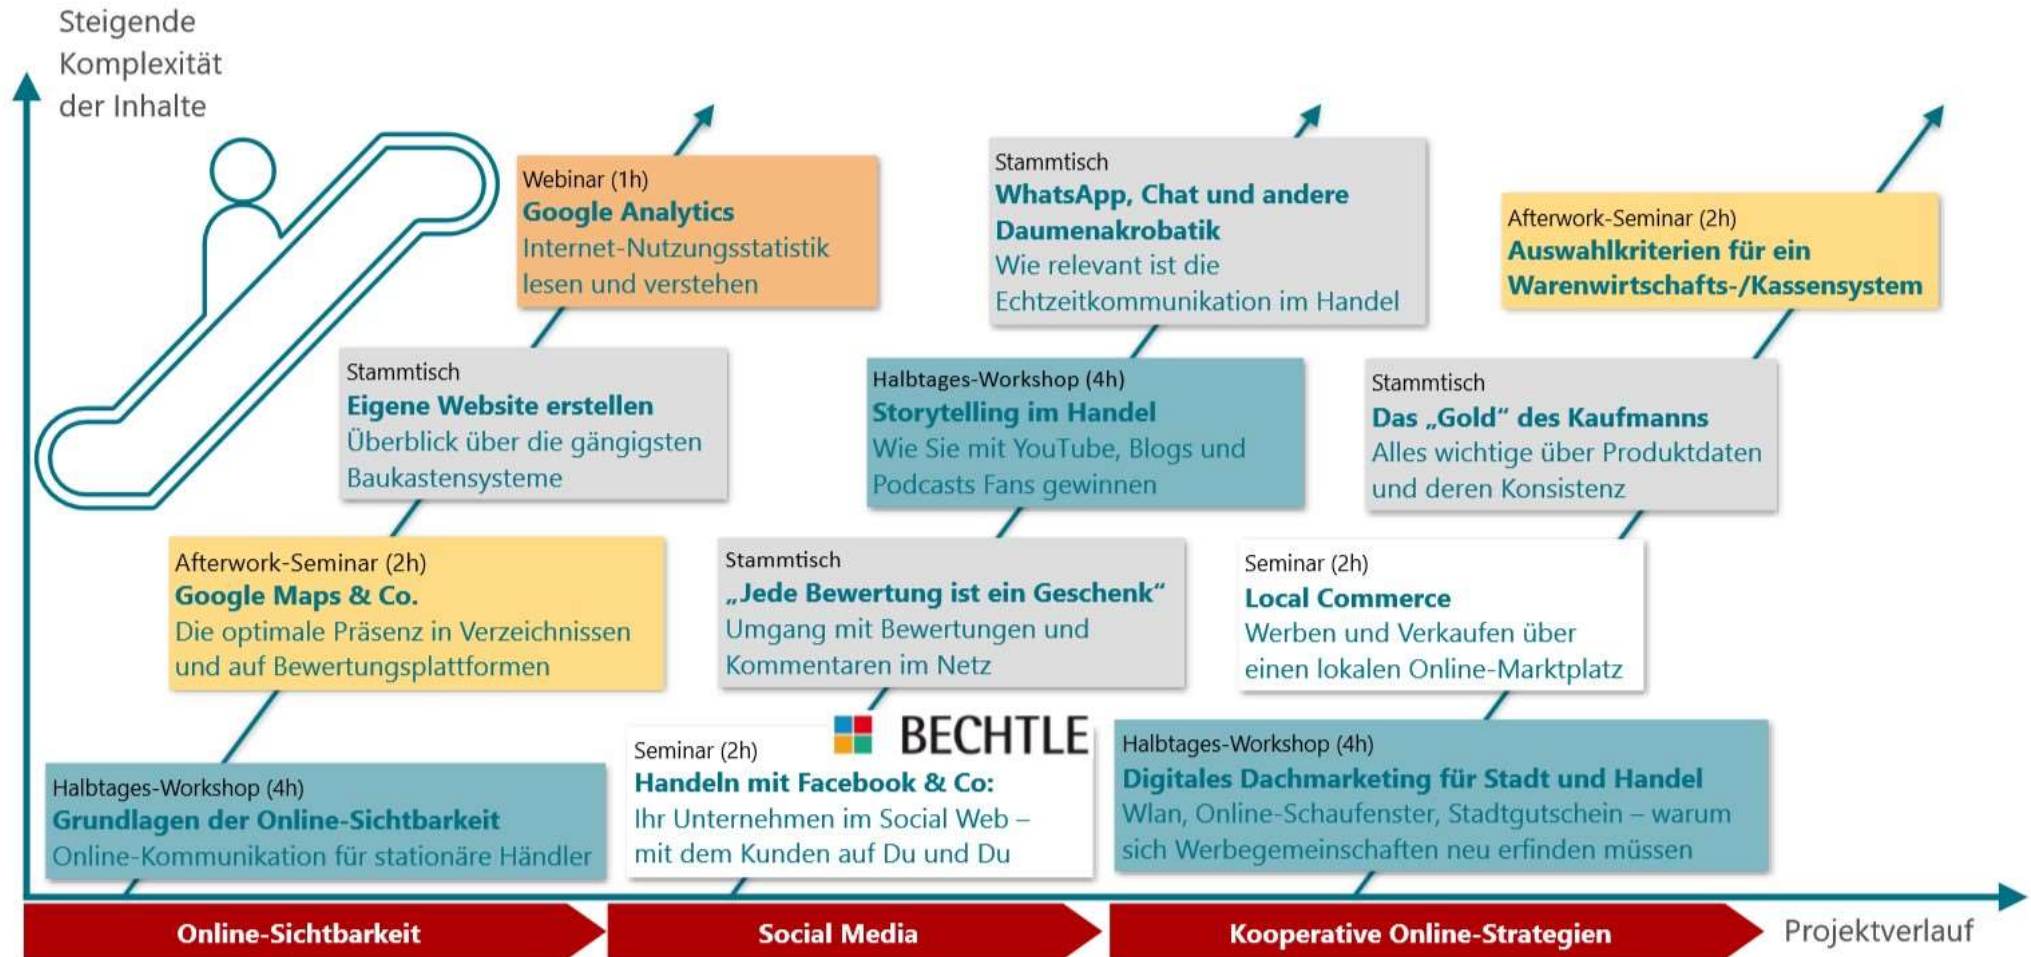 Steigende
Komplexität
der Inhalte
Webinar (1h)
Google Analytics
Internet-Nutzungsstatistik
lesen und verstehen
Stammtisch
Eigene Website erstellen
Überblick über die gängigsten
Baukastensysteme
Afterwork-Seminar (2h)
Google Maps & Co.
Die optimale Präsenz in Verzeichnissen
und auf Bewertungsplattformen
Halbtages-Workshop (4h)
Grundlagen der Online-Sichtbarkeit
Online-Kommunikation für stationäre Händler
Stammtisch
WhatsApp, Chat und andere
Daumenakrobatik
Wie relevant ist die
Echtzeitkommunikation im Handel
Halbtages-Workshop (4h)
Storytelling im Handel
Wie Sie mit YouTube, Blogs und
Podcasts Fans gewinnen
Stammtisch
„Jede Bewertung ist ein Geschenk“
Umgang mit Bewertungen und
Kommentaren im Netz
BECHTLE
Seminar (2h)
Handeln mit Facebook & Co:
Ihr Unternehmen im Social Web –
mit dem Kunden auf Du und Du
Afterwork-Seminar (2h)
Auswahlkriterien für ein
Warenwirtschafts-/Kassensystem
Stammtisch
Das „Gold“ des Kaufmanns
Alles wichtige über Produktdaten
und deren Konsistenz
Seminar (2h)
Local Commerce
Werben und Verkaufen über
einen lokalen Online-Marktplatz
Halbtages-Workshop (4h)
Digitales Dachmarketing für Stadt und Handel
Wlan, Online-Schaufenster, Stadtgutschein – warum
sich Werbegemeinschaften neu erfinden müssen
Online-Sichtbarkeit
Social Media
Kooperative Online-Strategien
Projektverlauf